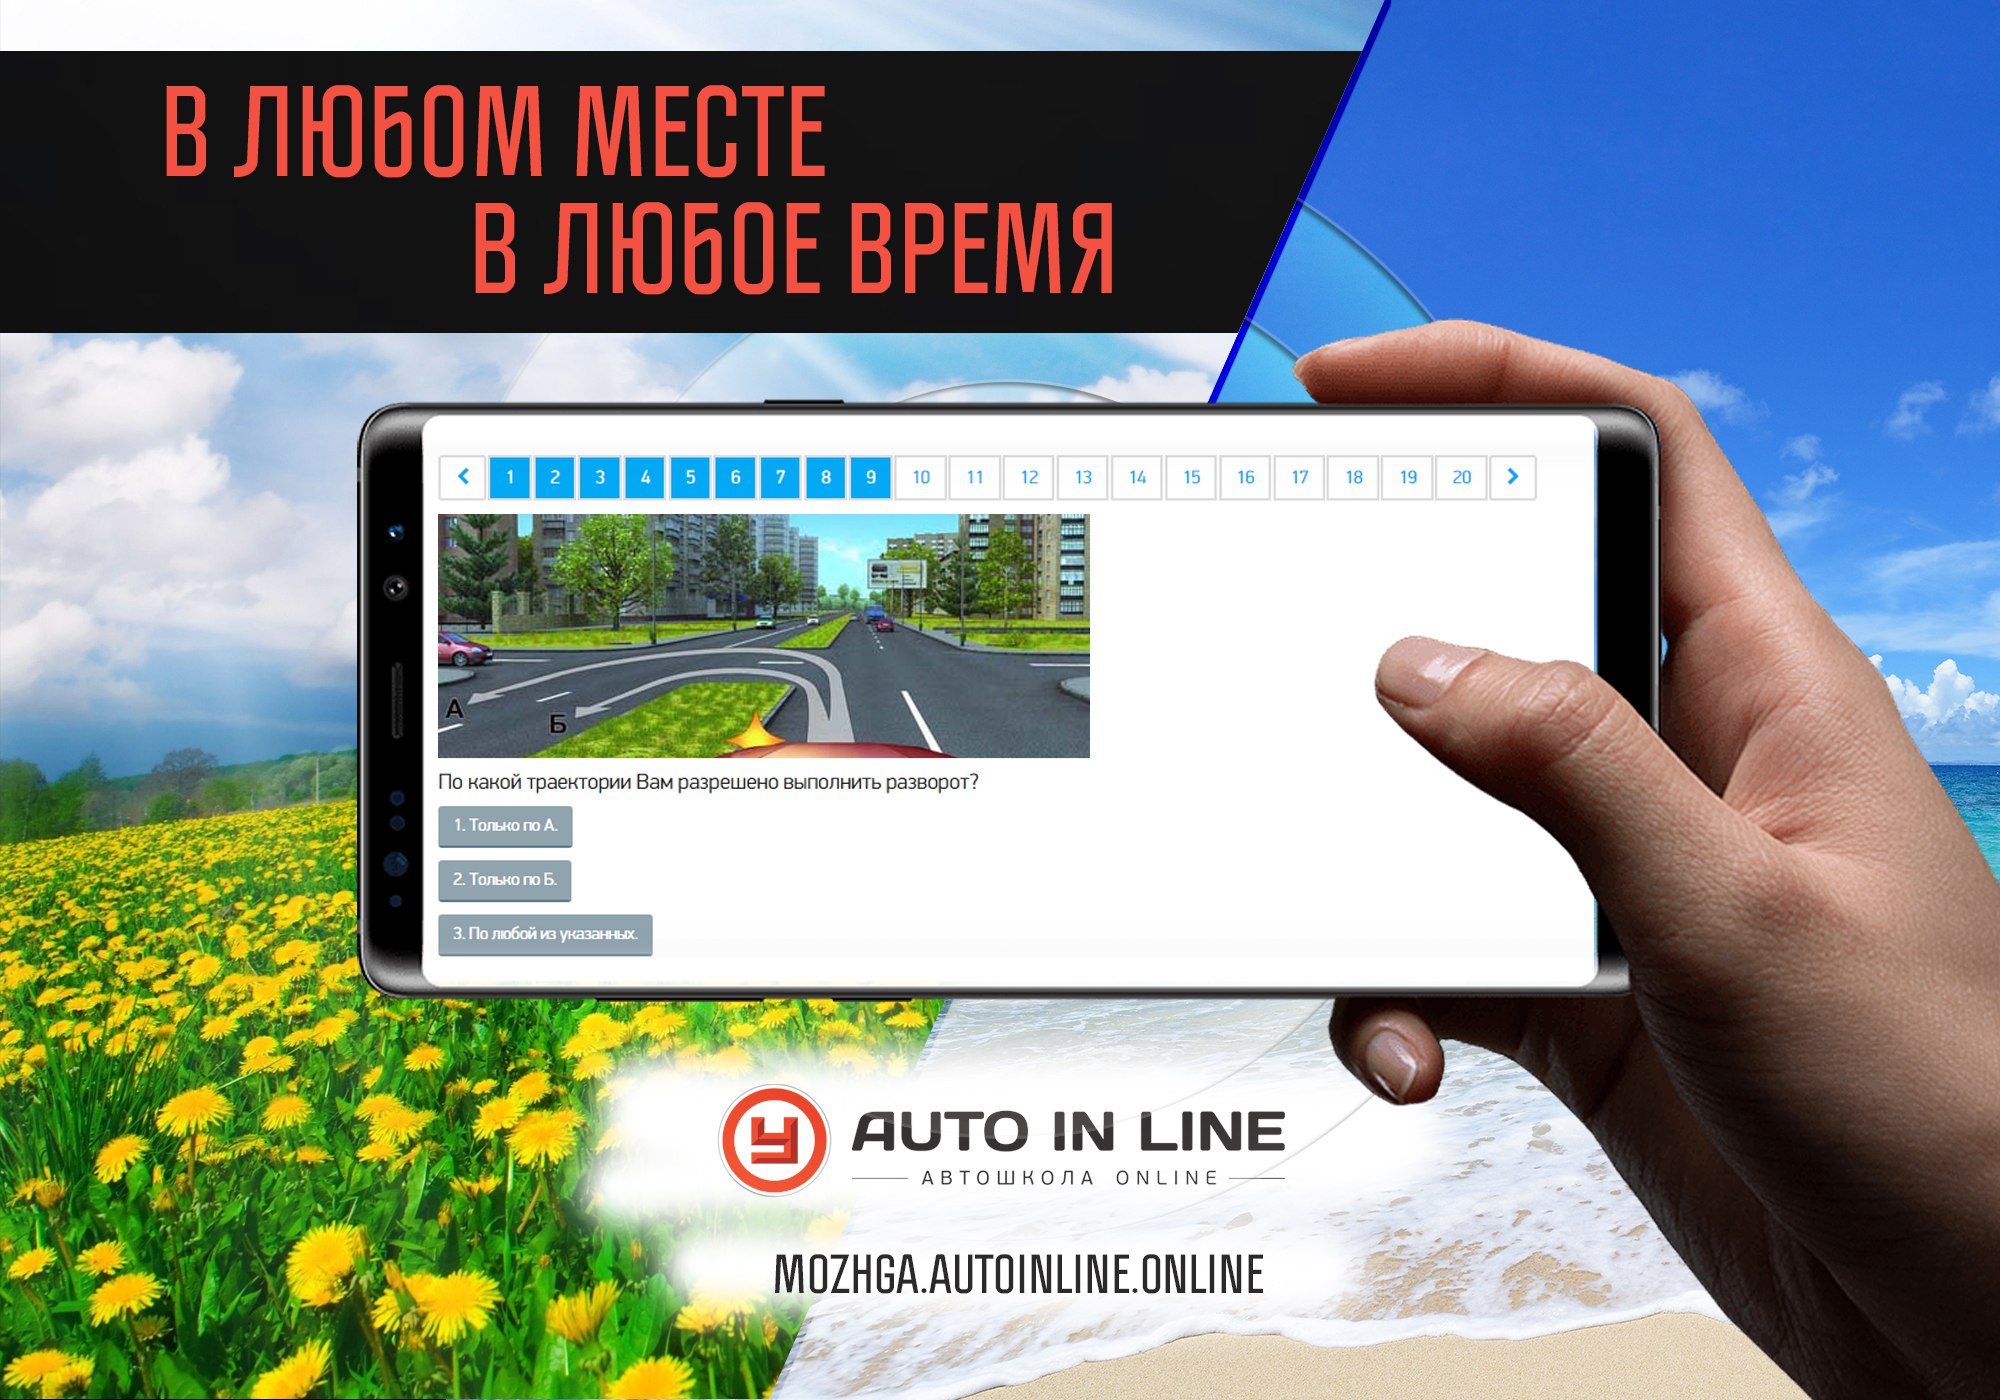 В ЛЮБОМ МЕСТЕ
В ЛЮБОЕ ВРЕМЯ
1 2 3 4 5 6 7 8 9 10 11 12 13 14 15 16 17 18 19 20
А
Б
По какой траектории Вам разрешено выполнить разворот?
1. Только по А.
2. Только по Б.
3. По любой из указанных.
У AUTO IN LINE
АВТОШКОЛА ONLINE
MOZHGA.AUTOINLINE.ONLINE